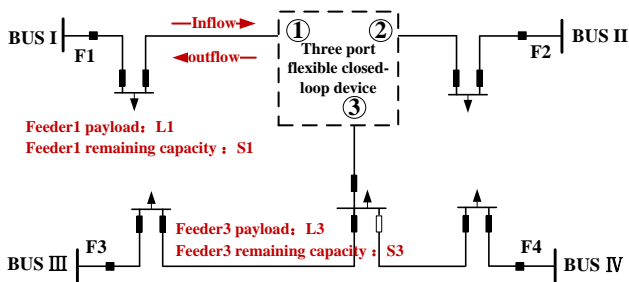 Inflow
outflow
BUS I
F1
①
②
F2
BUS II
Three port
flexible closed-
loop device
③
Feeder1 payload：L1
Feeder1 remaining capacity：S1
Feeder3 payload：L3
Feeder3 remaining capacity：S3
BUS Ⅲ
F3
F4
BUS Ⅳ